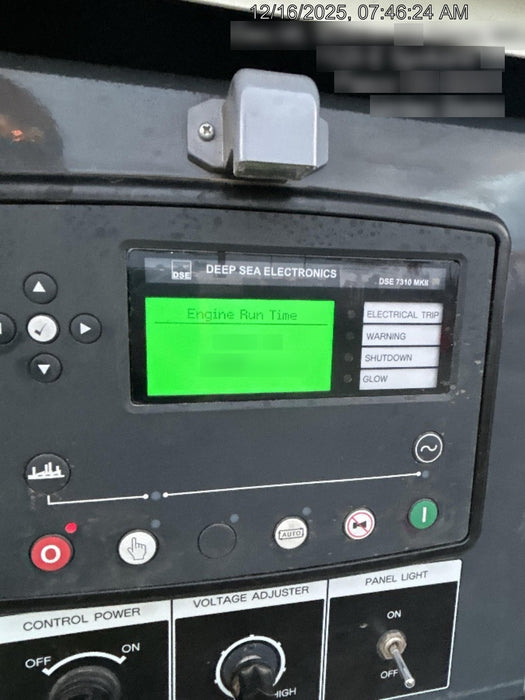 12/16/2025, 07:46:24 AM
DSE
DEEP SEA ELECTRONICS
DSE 7310 MKII
Engine Run Time
ELECTRICAL TRIP
WARNING
SHUTDOWN
GLOW
AUTO
CONTROL POWER
OFF
ON
VOLTAGE ADJUSTER
HIGH
PANEL LIGHT
ON
OFF